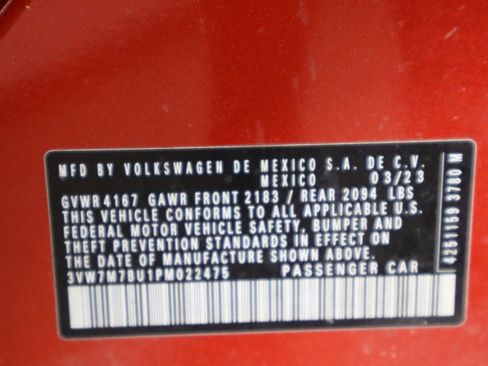 MFD BY VOLKSWAGEN DE MEXICO S.A. DE C.V.
MEXICO 03/23
GVWR 4167 GAWR FRONT 2183 / REAR 2094 LBS
THIS VEHICLE CONFORMS TO ALL APPLICABLE U.S.
FEDERAL MOTOR VEHICLE SAFETY, BUMPER AND
THEFT PREVENTION STANDARDS IN EFFECT ON
THE DATE OF MANUFACTURE SHOWN ABOVE.
3VW7M7BU1PM022475 PASSENGER CAR
42511159 3780 M